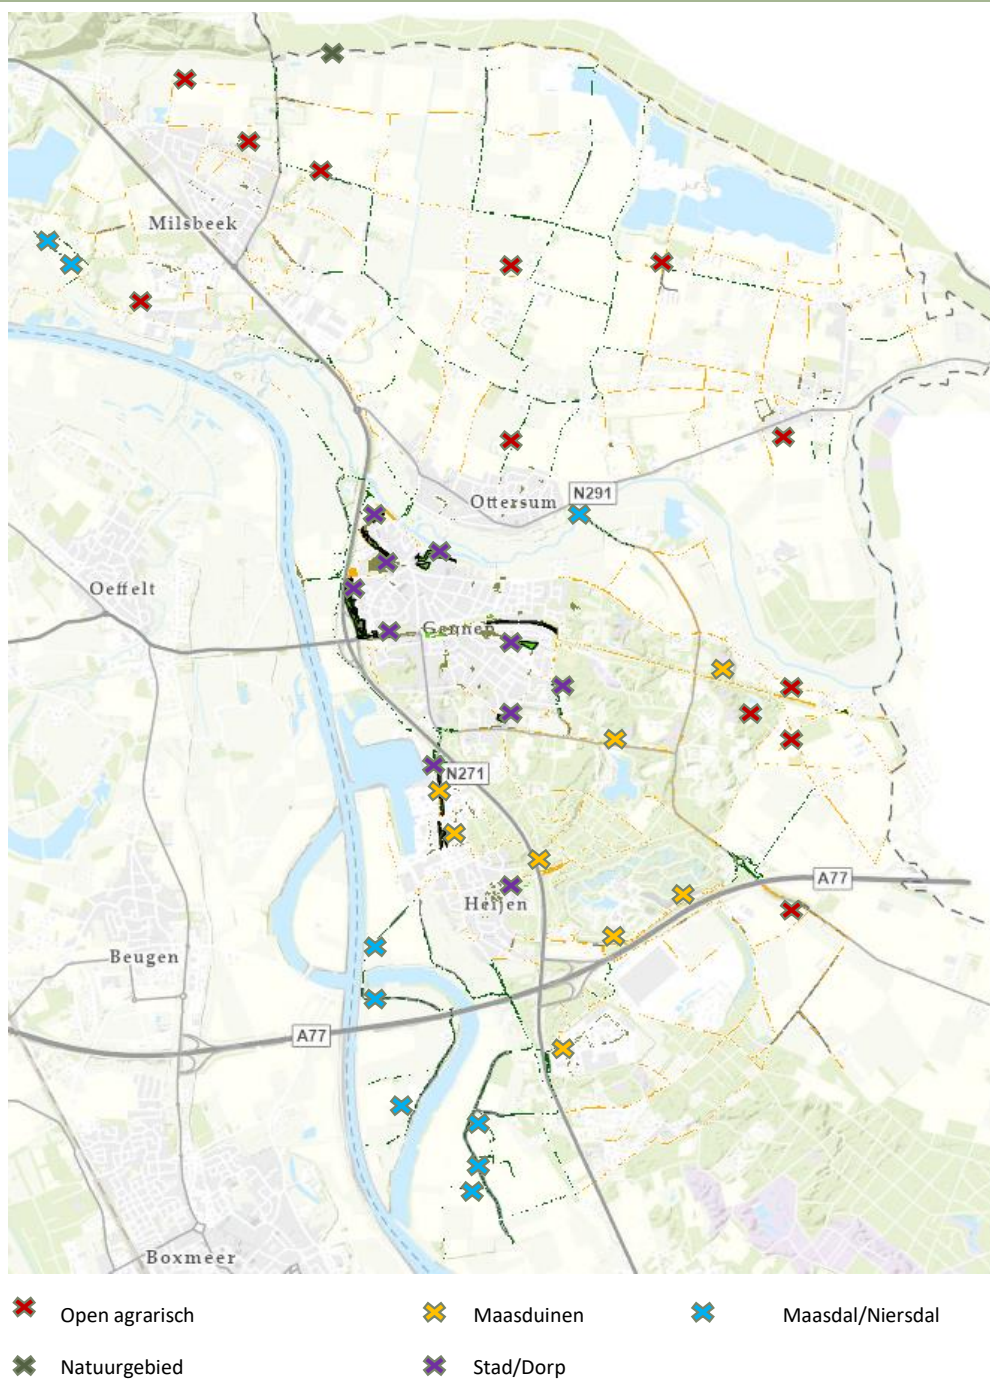 Milsbeek
Ottersum
N291
Oeffelt
Gennep
N271
A77
Heijen
Beugen
A77
Boxmeer
Open agrarisch
Maasduinen
Maasdal/Niersdal
Natuurgebied
Stad/Dorp